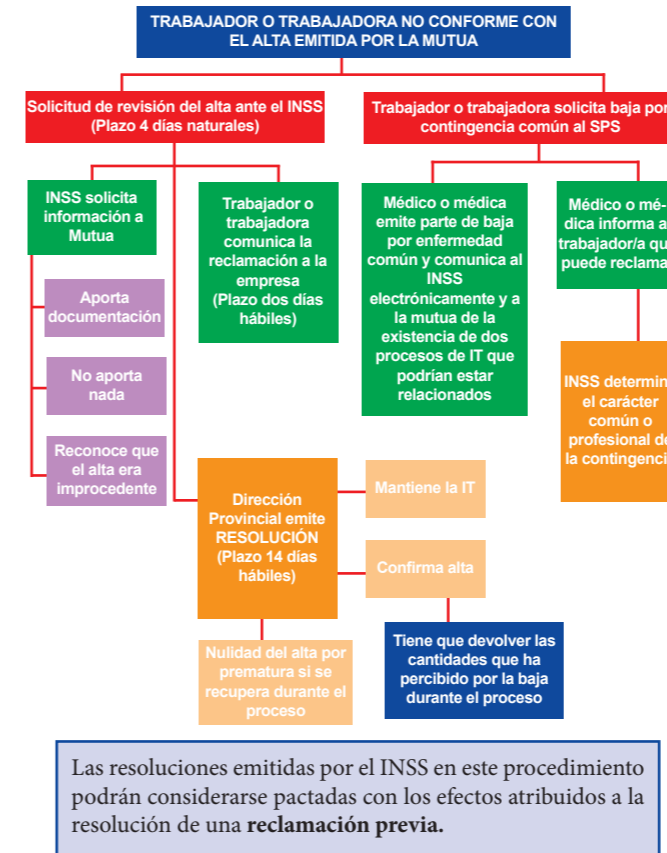 TRABAJADOR O TRABAJADORA NO CONFORME CON
EL ALTA EMITIDA POR LA MUTUA
Solicitud de revisión del alta ante el INSS
(Plazo 4 días naturales)
Trabajador o trabajadora solicita baja por
contingencia común al SPS
INSS solicita
información a
Mutua
Aporta
documentación
No aporta
nada
Reconoce que
el alta era
improcedente
Trabajador o
trabajadora
comunica la
reclamación a la
empresa
(Plazo dos días
hábiles)
Médico o médica
emite parte de baja
por enfermedad
común y comunica al
INSS
electrónicamente y a
la mutua de la
existencia de dos
procesos de IT que
podrían estar
relacionados
Médico o mé-
dica informa a
trabajador/a qu
puede reclama
INSS determin
el carácter
común o
profesional de
la contingenci
Dirección
Provincial emite
RESOLUCIÓN
(Plazo 14 días
hábiles)
Mantiene la IT
Confirma alta
Nulidad del alta por
prematura si se
recupera durante el
proceso
Tiene que devolver las
cantidades que ha
percibido por la baja
durante el proceso
Las resoluciones emitidas por el INSS en este procedimiento
podrán considerarse pactadas con los efectos atribuidos a la
resolución de una reclamación previa.